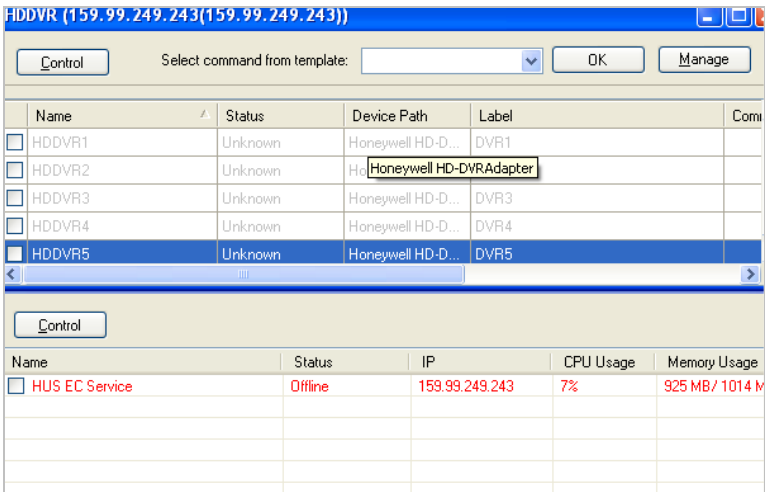 HDDVR (159.99.249.243(159.99.249.243))
Control Select command from template: OK Manage
Name Status Device Path Label
HDDVR1 Unknown Honeywell HD-D... DVR1
HDDVR2 Unknown Honeywell HD-DVRAdapter
HDDVR3 Unknown Honeywell HD-D... DVR3
HDDVR4 Unknown Honeywell HD-D... DVR4
HDDVR5 Unknown Honeywell HD-D... DVR5
Control
Name Status IP CPU Usage Memory Usage
HUS EC Service Offline 159.99.249.243 7% 925 MB/ 1014 M